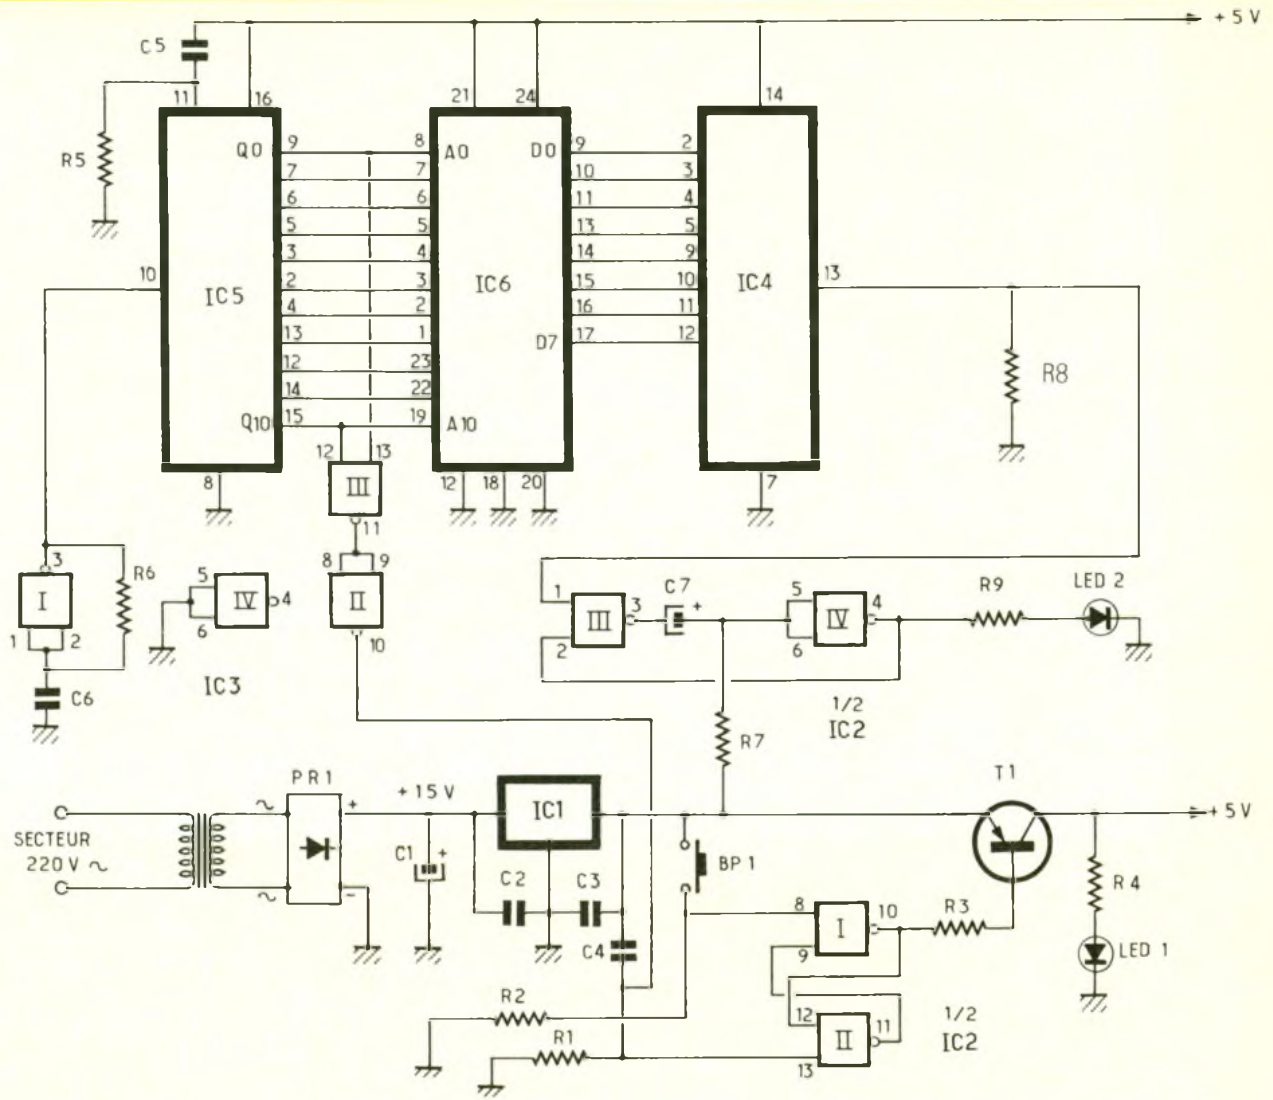 + 5 V
C5
11 16 21 24 14
R5
Q0 9 8 A0 D0 9 2
7 7 10 3
6 6 11 4
5 5 13 5
3 4 14 9
10 IC5 2 3 IC6 15 10 IC4 13
4 2 16 11
13 1 D7 17 12
12 23
14 22
Q10 15 19 A10
R8
12 13
8 III 12 18 20 7
11
3 R6 5 IV 4 8 9
I II
1 2 6 10
C6 IC3
1 III 3 C7 + 5 IV 4 R9 LED 2
2 6
1/2
IC2
R7
PR1 T1
SECTEUR
220 V ~
~ + + 15 V IC1 + 5 V
~ -
C1 + C2 C3 BP 1
C4
8 I 10 R3 R4
9 LED 1
R2
R1
12 II 11 1/2
13 IC2